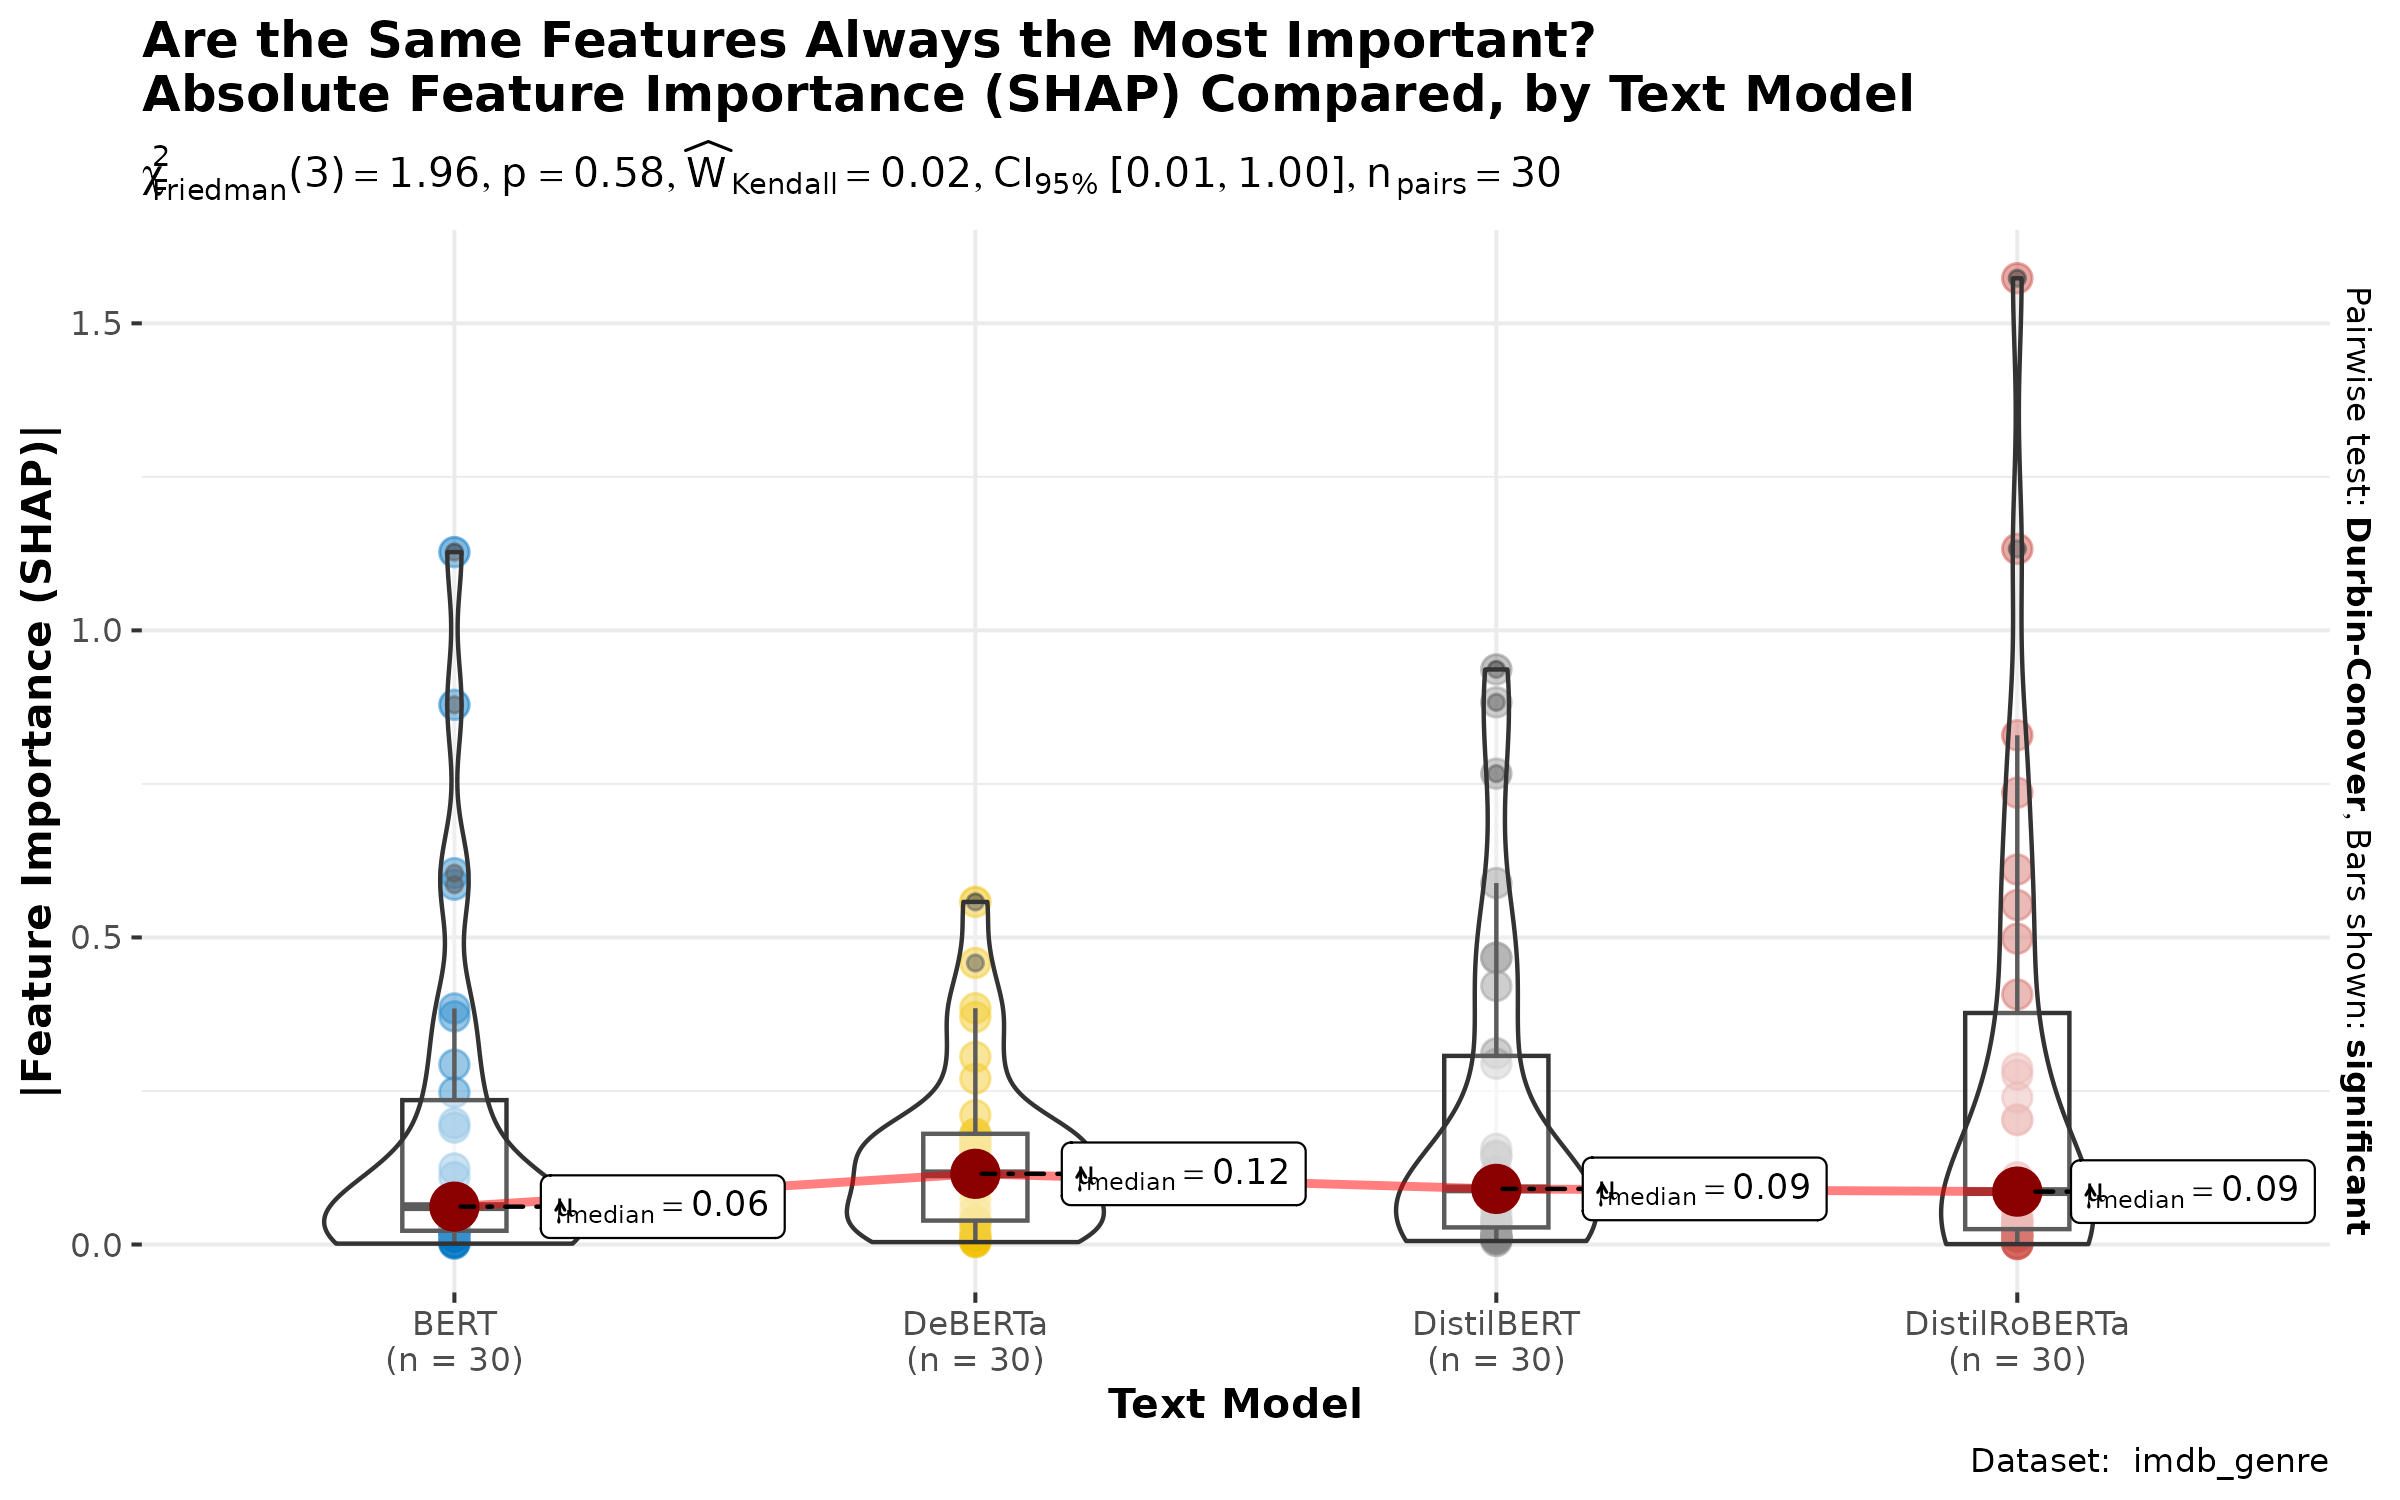 Are the Same Features Always the Most Important?
Absolute Feature Importance (SHAP) Compared, by Text Model
χ²Friedman(3) = 1.96, p = 0.58, ŴKendall = 0.02, CI95% [0.01, 1.00], npairs = 30
|Feature Importance (SHAP)|
1.5
1.0
0.5
0.0
μ̂median = 0.06
μ̂median = 0.12
μ̂median = 0.09
μ̂median = 0.09
Pairwise test: Durbin-Conover, Bars shown: significant
BERT
(n = 30)
DeBERTa
(n = 30)
DistilBERT
(n = 30)
DistilRoBERTa
(n = 30)
Text Model
Dataset: imdb_genre